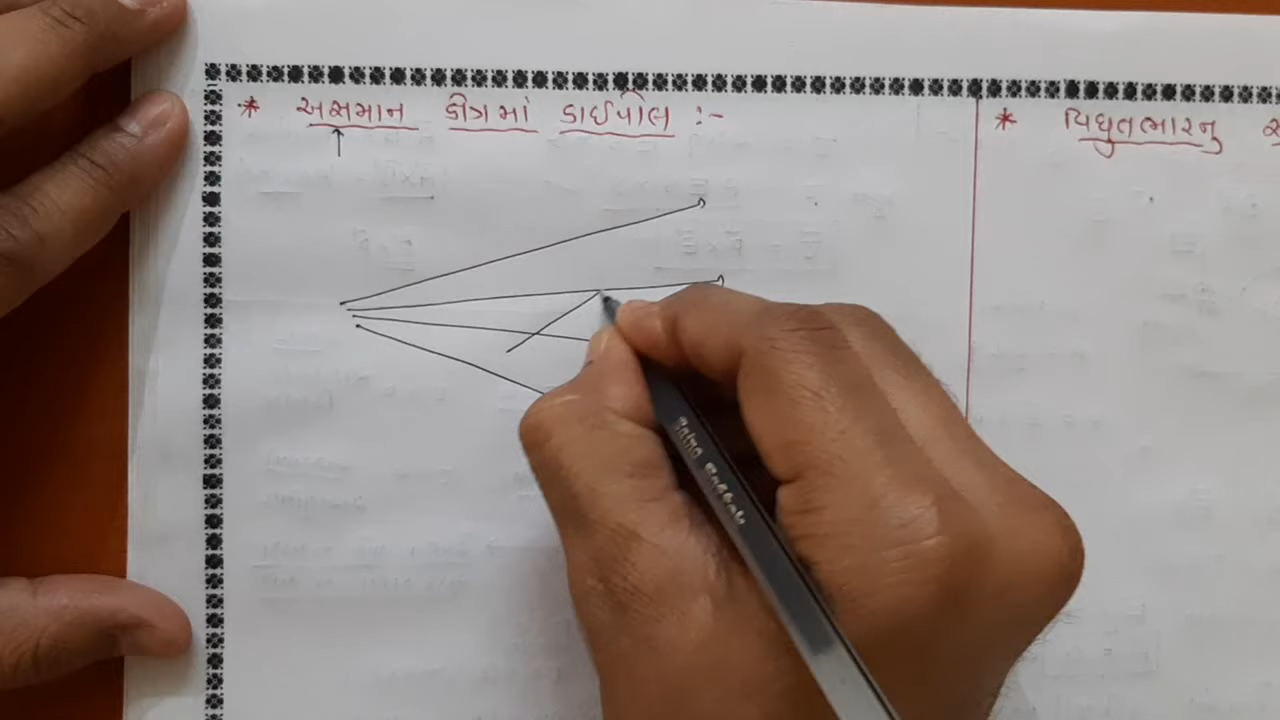 * અસમાન ક્ષેત્રમાં ડાઈપોલ :-
* વિદ્યુતભારનુ